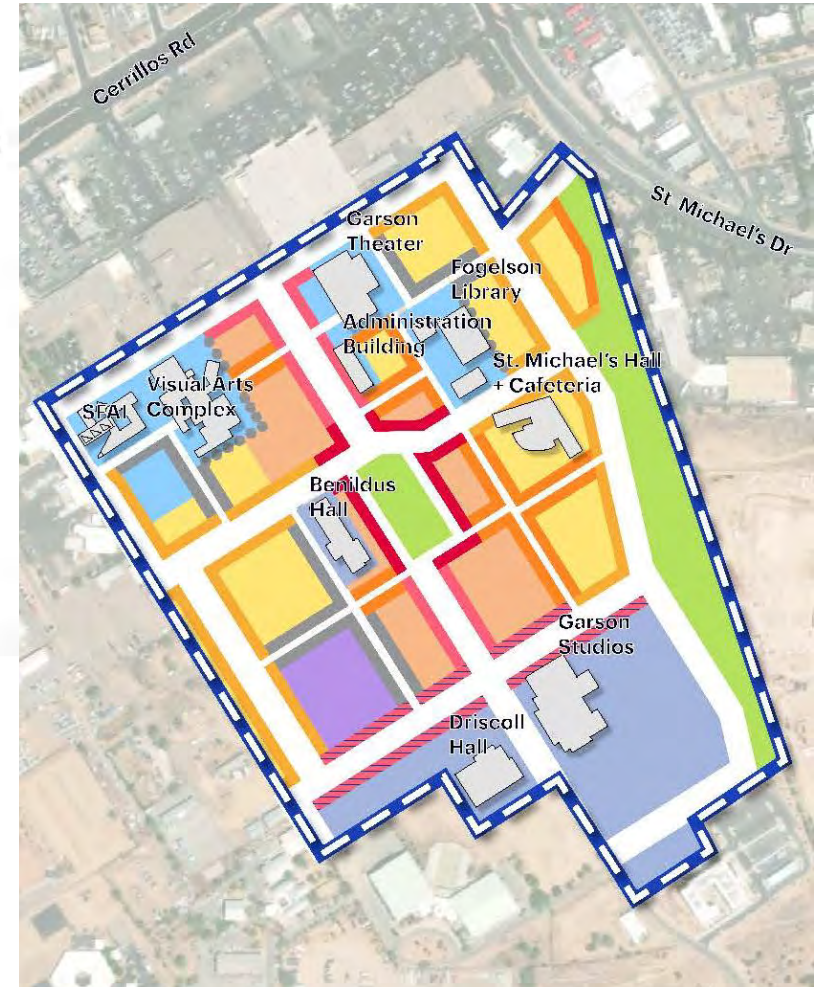 Cerrillos Rd
St. Michael's Dr
Garson
Theater
Fogelson
Library
Administration
Building
St. Michael's Hall
+ Cafeteria
Visual Arts
Complex
SFAI
Benildus
Hall
Garson
Studios
Driscoll
Hall